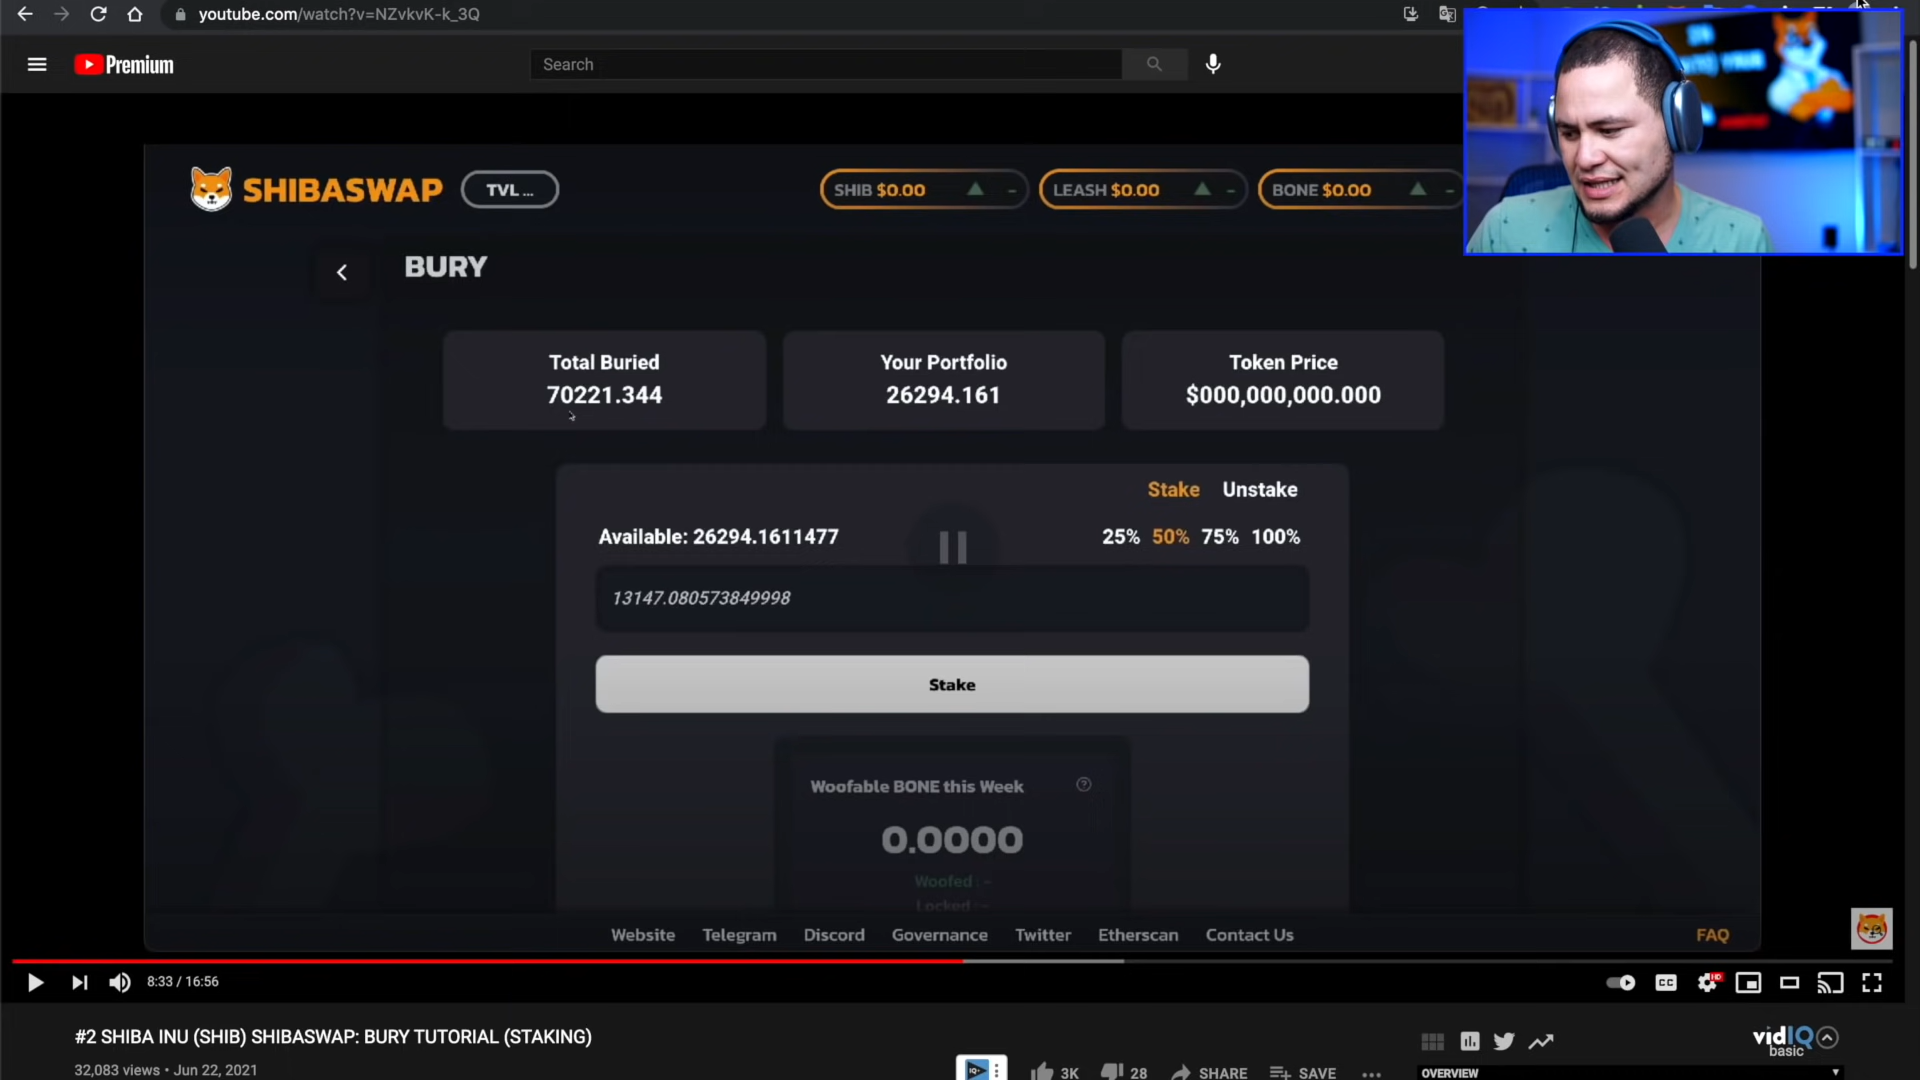 youtube.com/watch?v=NZvkvK-k_3Q
Premium
Search
SHIBASWAP TVL ... SHIB $0.00 - LEASH $0.00 - BONE $0.00 -
BURY
Total Buried Your Portfolio Token Price
70221.344 26294.161 $000,000,000.000
Stake Unstake
Available: 26294.1611477 25% 50% 75% 100%
13147.080573849998
Stake
Woofable BONE this Week ?
0.0000
Woofed : -
Locked : -
Website Telegram Discord Governance Twitter Etherscan Contact Us FAQ
8:33 / 16:56 CC HD
#2 SHIBA INU (SHIB) SHIBASWAP: BURY TUTORIAL (STAKING)
vidIQ
basic
32,083 views • Jun 22, 2021 3K 28 SHARE SAVE ... OVERVIEW